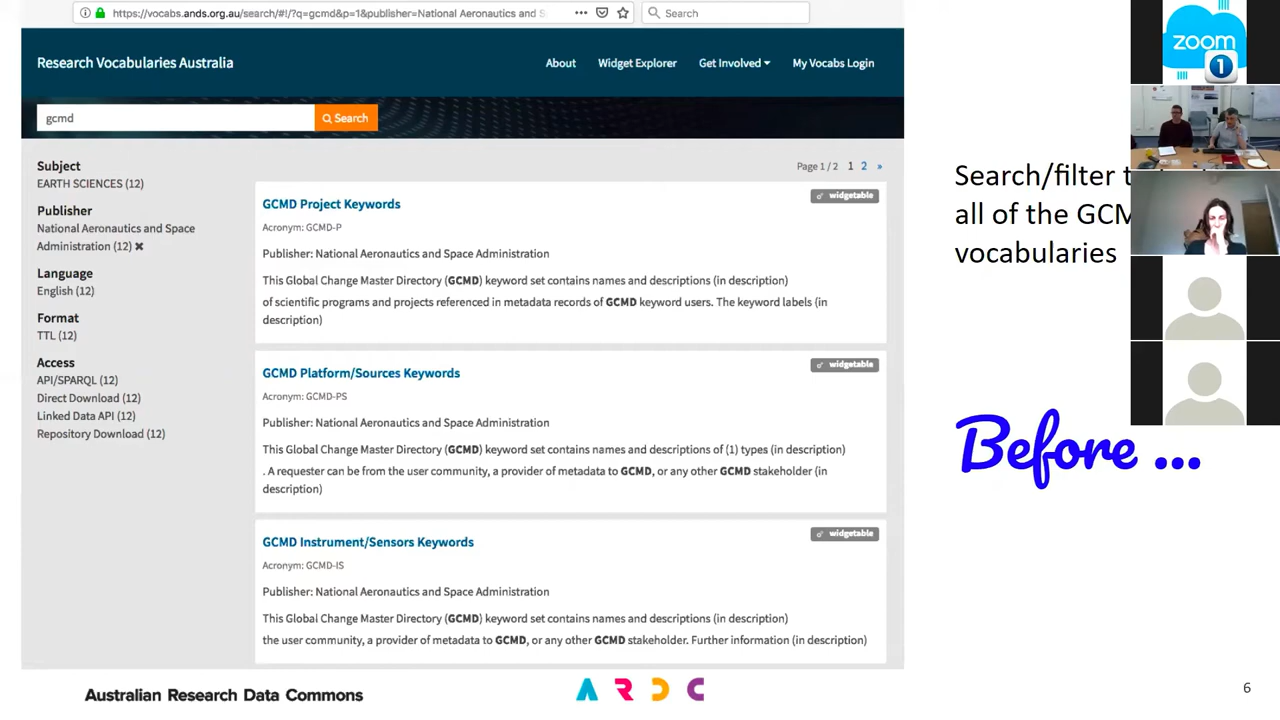 https://vocabs.ands.org.au/search/#!/?q=gcmd&p=1&publisher=National Aeronautics and S
Search
Research Vocabularies Australia
About
Widget Explorer
Get Involved
My Vocabs Login
gcmd
Search
Subject
EARTH SCIENCES (12)
Publisher
National Aeronautics and Space
Administration (12) ✖
Language
English (12)
Format
TTL (12)
Access
API/SPARQL (12)
Direct Download (12)
Linked Data API (12)
Repository Download (12)
Page 1 / 2 1 2 »
widgetable
GCMD Project Keywords
Acronym: GCMD-P
Publisher: National Aeronautics and Space Administration
This Global Change Master Directory (GCMD) keyword set contains names and descriptions (in description)
of scientific programs and projects referenced in metadata records of GCMD keyword users. The keyword labels (in
description)
widgetable
GCMD Platform/Sources Keywords
Acronym: GCMD-PS
Publisher: National Aeronautics and Space Administration
This Global Change Master Directory (GCMD) keyword set contains names and descriptions of (1) types (in description)
. A requester can be from the user community, a provider of metadata to GCMD, or any other GCMD stakeholder (in
description)
widgetable
GCMD Instrument/Sensors Keywords
Acronym: GCMD-IS
Publisher: National Aeronautics and Space Administration
This Global Change Master Directory (GCMD) keyword set contains names and descriptions (in description)
the user community, a provider of metadata to GCMD, or any other GCMD stakeholder. Further information (in description)
Search/filter
all of the GCM
vocabularies
Before ...
zoom
1
Australian Research Data Commons
ARDC
6